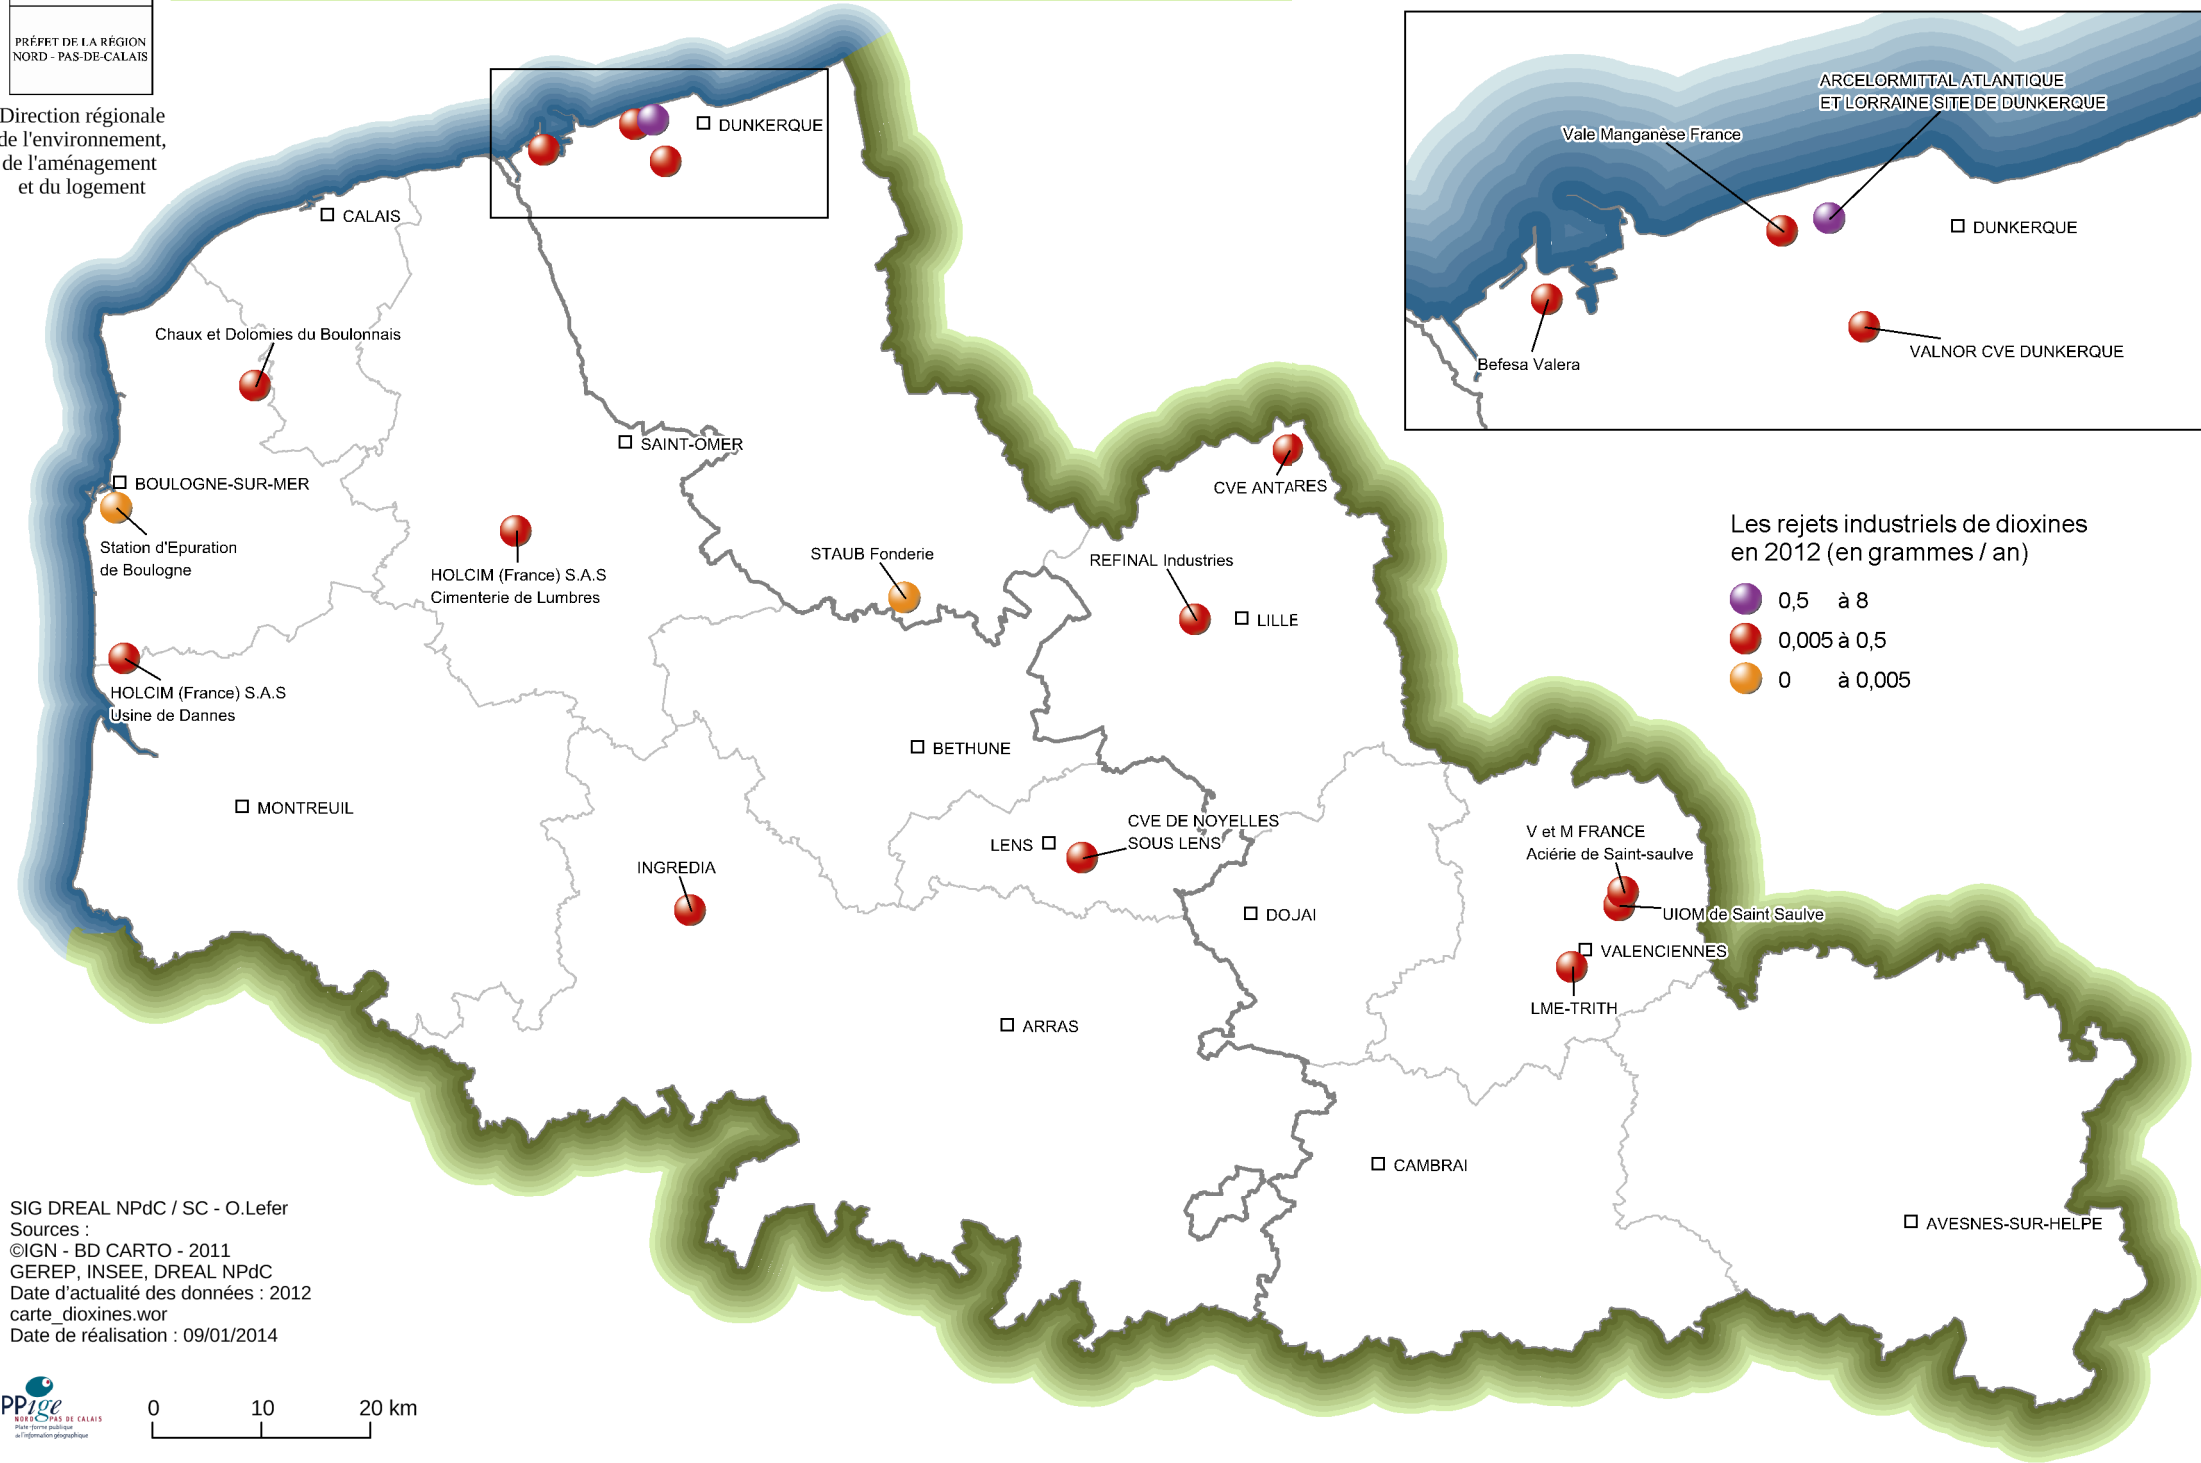 PRÉFET DE LA RÉGION
NORD - PAS-DE-CALAIS
Direction régionale
de l'environnement,
de l'aménagement
et du logement
DUNKERQUE
CALAIS
Chaux et Dolomies du Boulonnais
SAINT-OMER
BOULOGNE-SUR-MER
Station d'Epuration
de Boulogne
HOLCIM (France) S.A.S
Cimenterie de Lumbres
STAUB Fonderie
CVE ANTARES
REFINAL Industries
LILLE
HOLCIM (France) S.A.S
Usine de Dannes
BETHUNE
MONTREUIL
CVE DE NOYELLES
SOUS LENS
LENS
INGREDIA
DOJAI
V et M FRANCE
Aciérie de Saint-saulve
UIOM de Saint Saulve
VALENCIENNES
LME-TRITH
ARRAS
CAMBRAI
AVESNES-SUR-HELPE
ARCELORMITTAL ATLANTIQUE
ET LORRAINE SITE DE DUNKERQUE
Vale Manganèse France
DUNKERQUE
Befesa Valera
VALNOR CVE DUNKERQUE
Les rejets industriels de dioxines
en 2012 (en grammes / an)
0,5 à 8
0,005 à 0,5
0 à 0,005
SIG DREAL NPdC / SC - O.Lefer
Sources :
©IGN - BD CARTO - 2011
GEREP, INSEE, DREAL NPdC
Date d'actualité des données : 2012
carte_dioxines.wor
Date de réalisation : 09/01/2014
PPige
NORD PAS DE CALAIS
Plate-forme publique
de l'information géographique
0 10 20 km